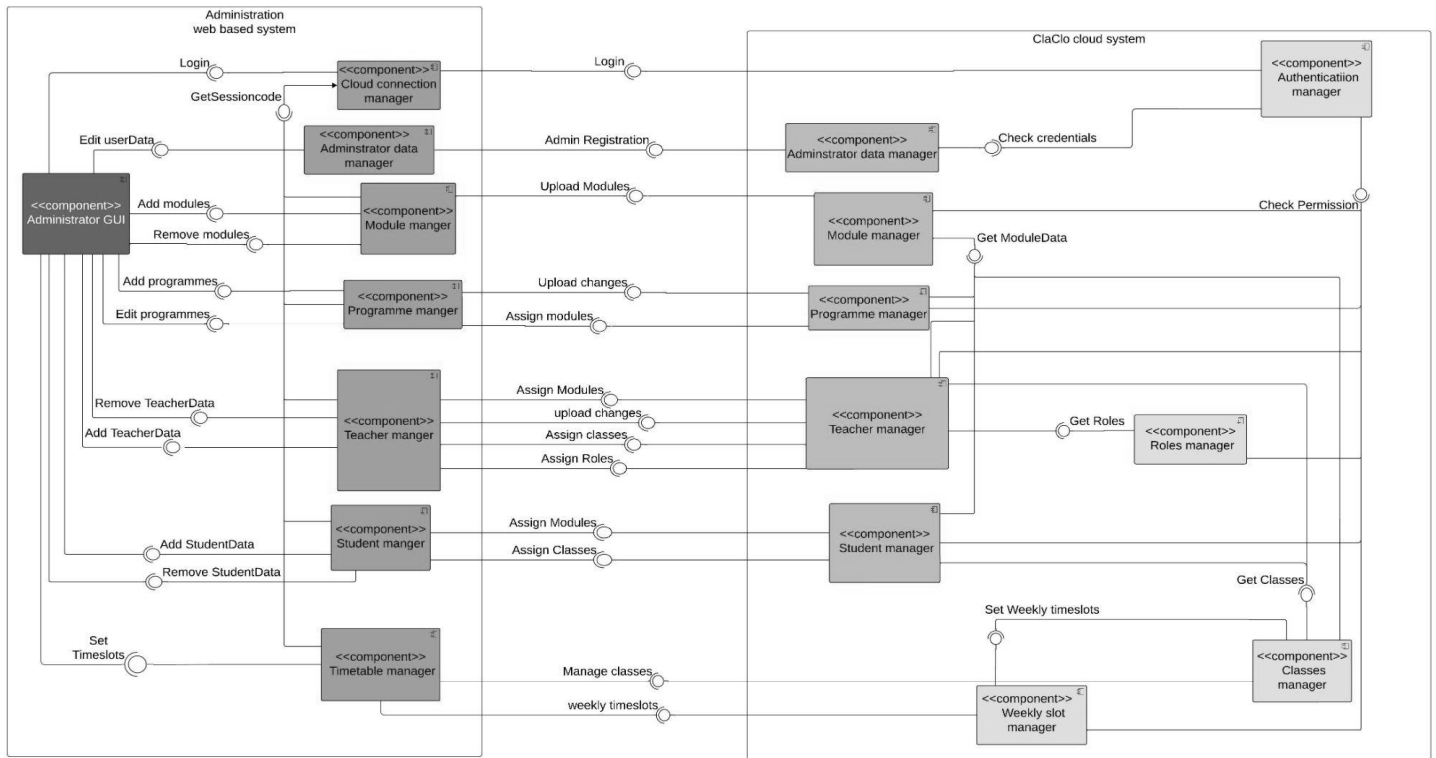 Administration
web based system
ClaClo cloud system
Login
Login
<<component>>
Cloud connection
manager
<<component>>
Authenticatiion
manager
GetSessioncode
Edit userData
<<component>>
Adminstrator data
manager
Admin Registration
<<component>>
Adminstrator data manager
Check credentials
<<component>>
Administrator GUI
Add modules
Remove modules
<<component>>
Module manger
Upload Modules
<<component>>
Module manager
Check Permission
Get ModuleData
Add programmes
Edit programmes
<<component>>
Programme manger
Upload changes
Assign modules
<<component>>
Programme manager
Remove TeacherData
Add TeacherData
<<component>>
Teacher manger
Assign Modules
upload changes
Assign classes
Assign Roles
<<component>>
Teacher manager
Get Roles
<<component>>
Roles manager
Add StudentData
Remove StudentData
<<component>>
Student manger
Assign Modules
Assign Classes
<<component>>
Student manager
Get Classes
Set Weekly timeslots
Set
Timeslots
<<component>>
Timetable manager
Manage classes
weekly timeslots
<<component>>
Classes
manager
<<component>>
Weekly slot
manager